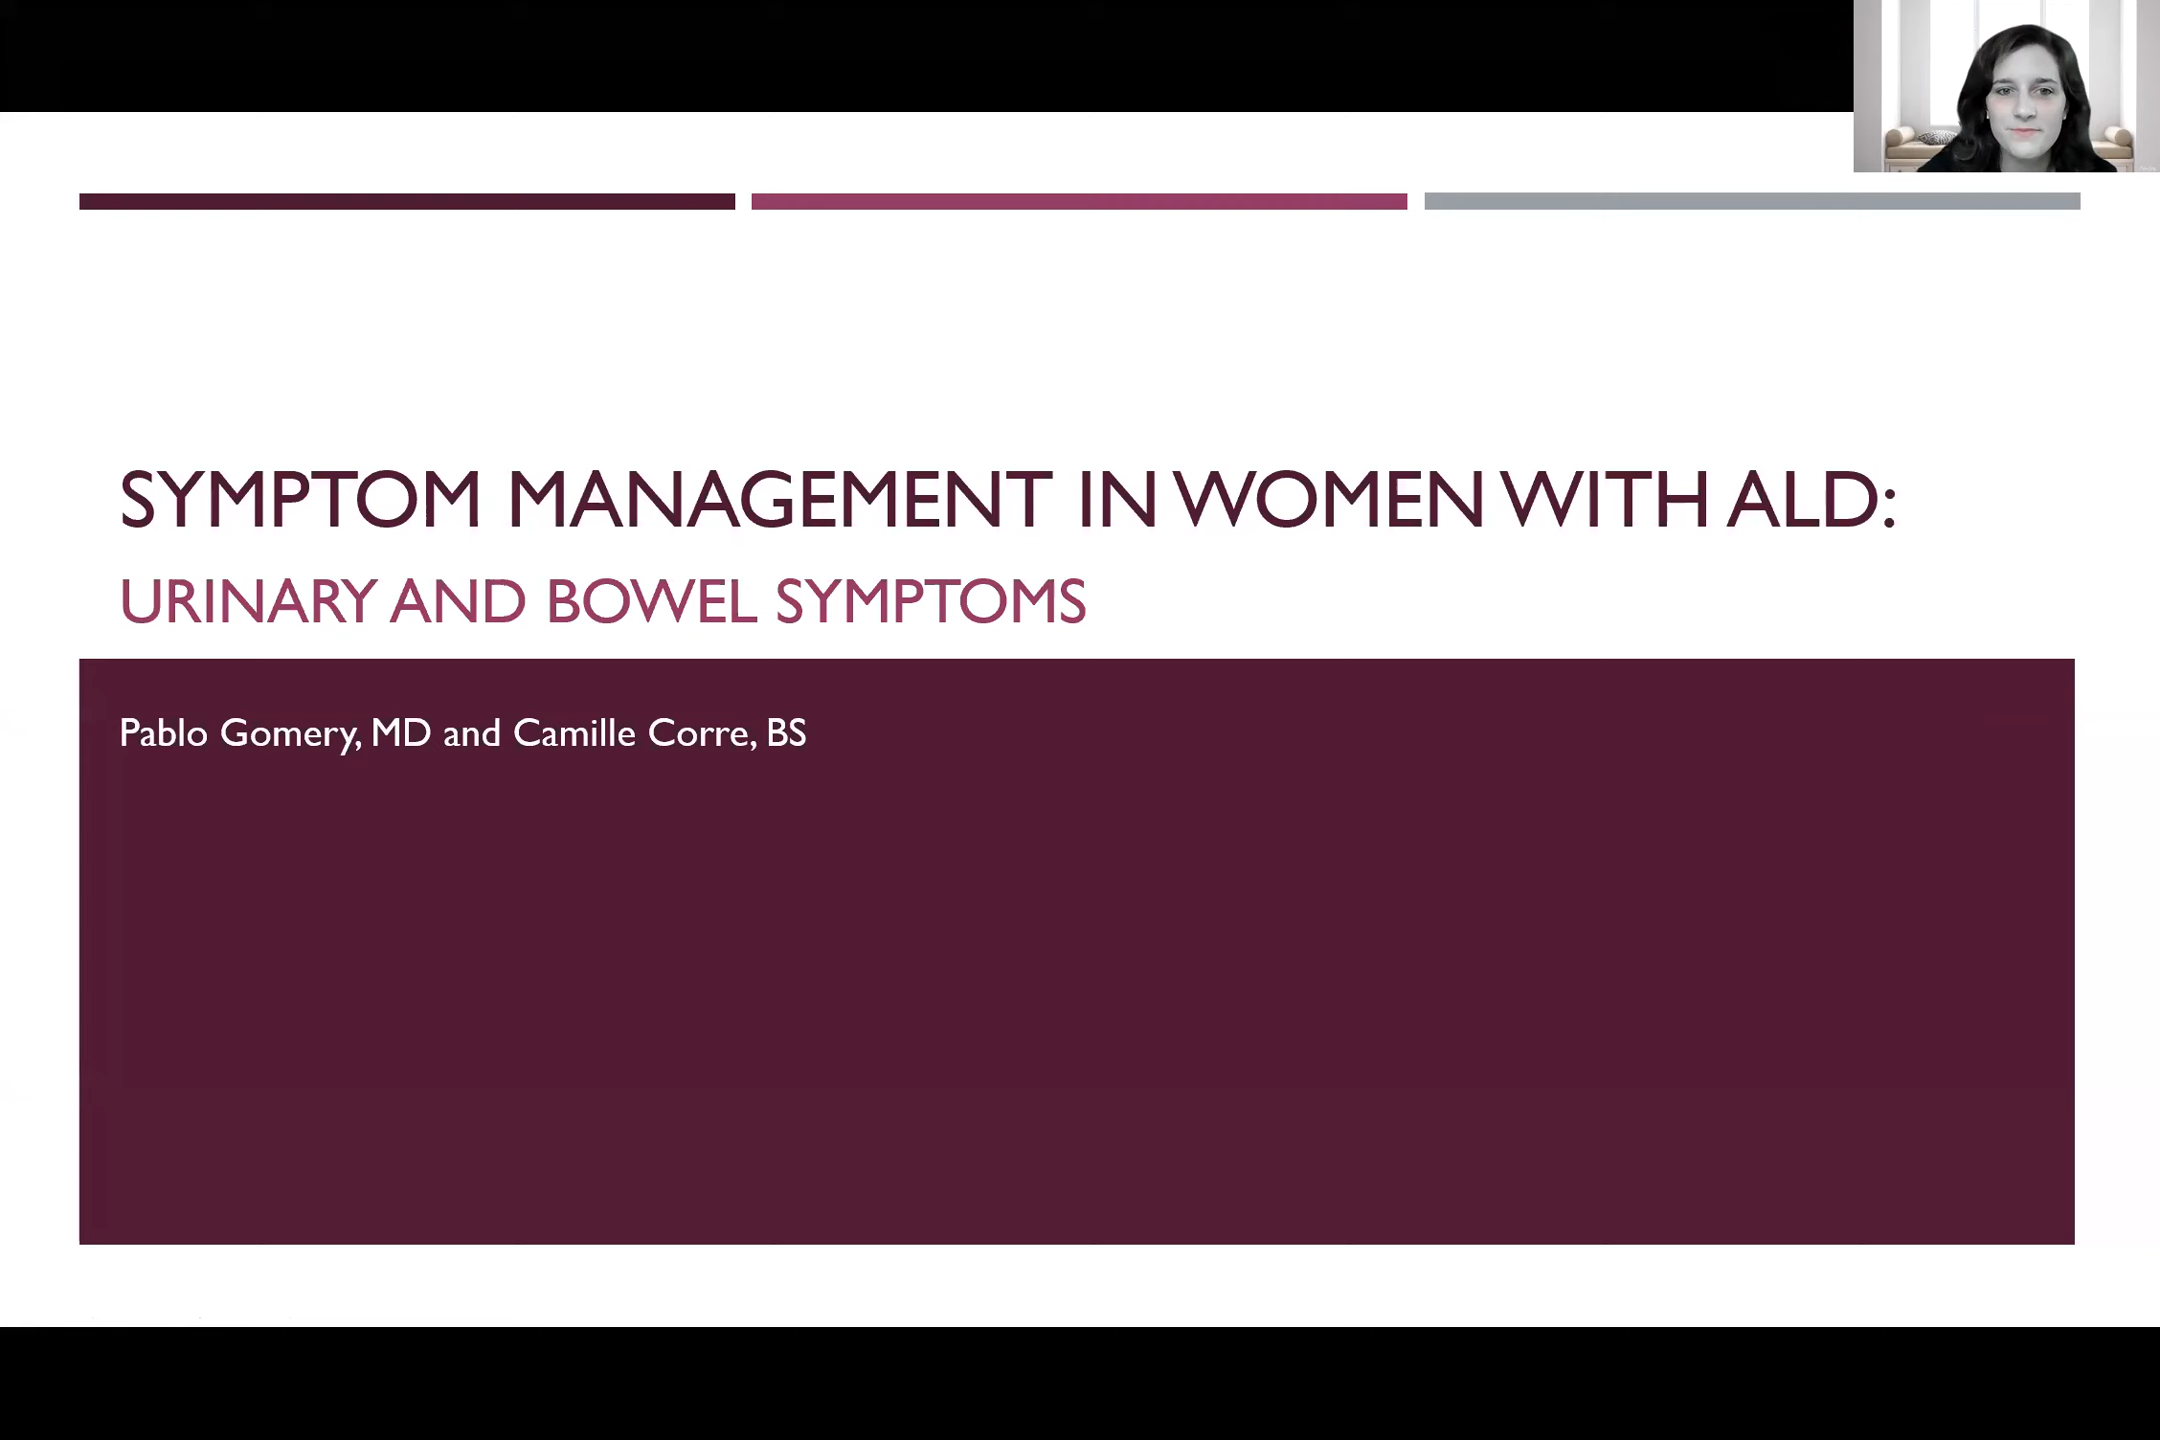 SYMPTOM MANAGEMENT IN WOMEN WITH ALD:
URINARY AND BOWEL SYMPTOMS
Pablo Gomery, MD and Camille Corre, BS